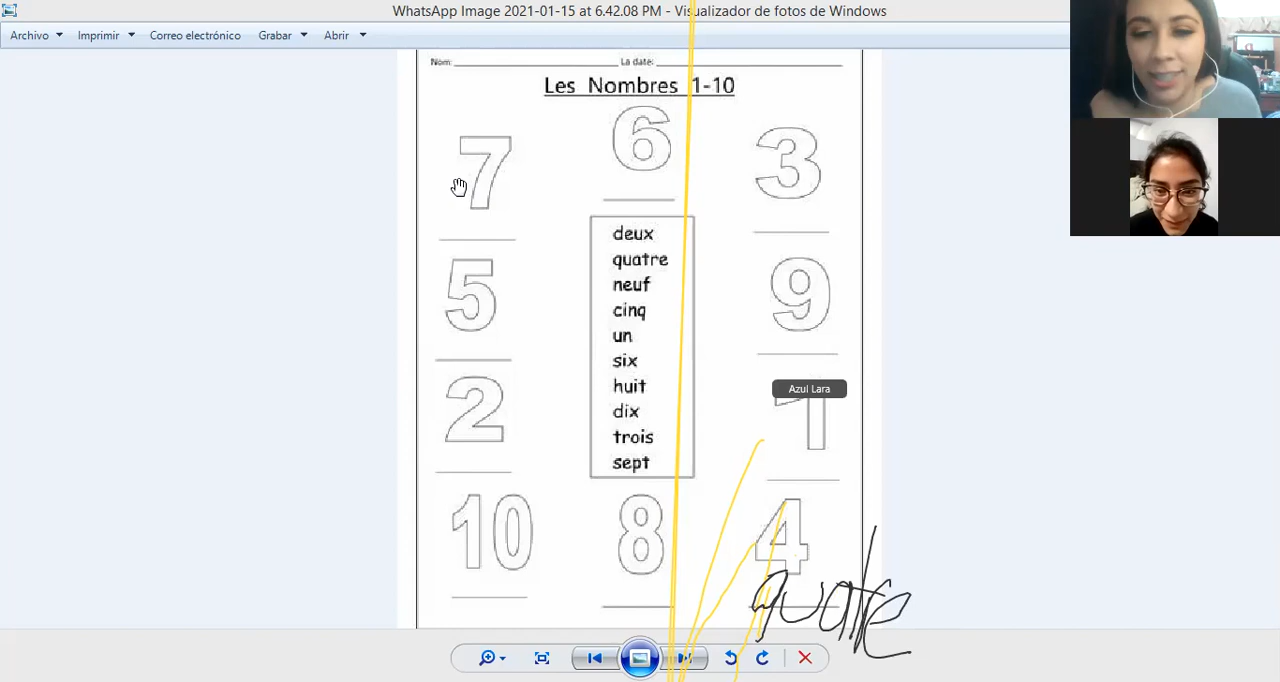 WhatsApp Image 2021-01-15 at 6.42.08 PM - Visualizador de fotos de Windows
Archivo Imprimir Correo electrónico Grabar Abrir
Nom: La date:
Les Nombres 1-10
7 6 3
deux
quatre
neuf
cinq
un
six
huit
dix
trois
sept
5 9
Azul Lara
2 1
10 8 4
quatre